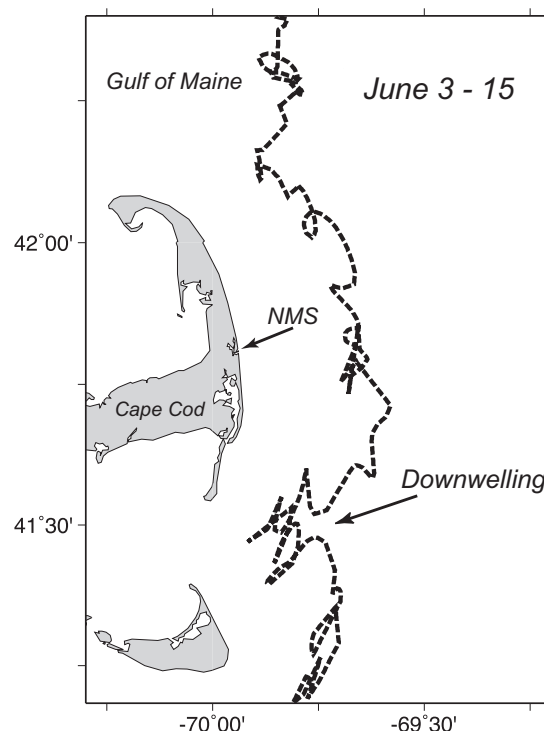 Gulf of Maine
June 3 - 15
42°00'
NMS
Cape Cod
Downwelling
41°30'
-70°00'
-69°30'